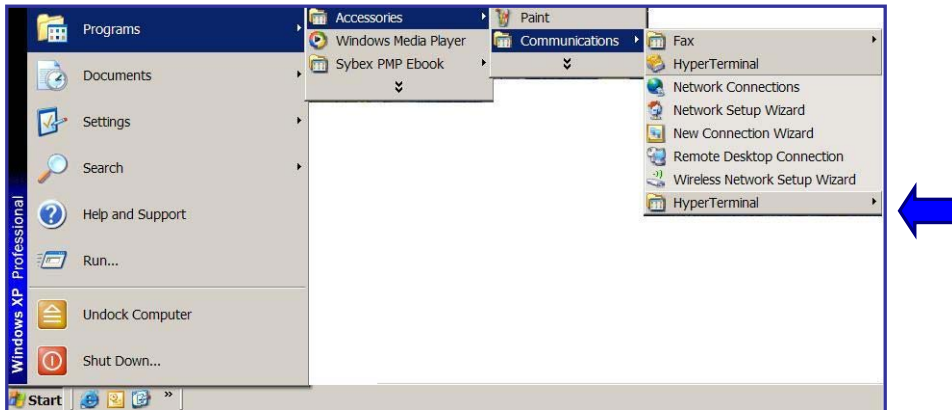 Programs
Documents
Settings
Search
Help and Support
Run...
Undock Computer
Shut Down...
Windows XP Professional
Start
»
Accessories
Windows Media Player
Sybex PMP Ebook
Paint
Communications
Fax
HyperTerminal
Network Connections
Network Setup Wizard
New Connection Wizard
Remote Desktop Connection
Wireless Network Setup Wizard
HyperTerminal